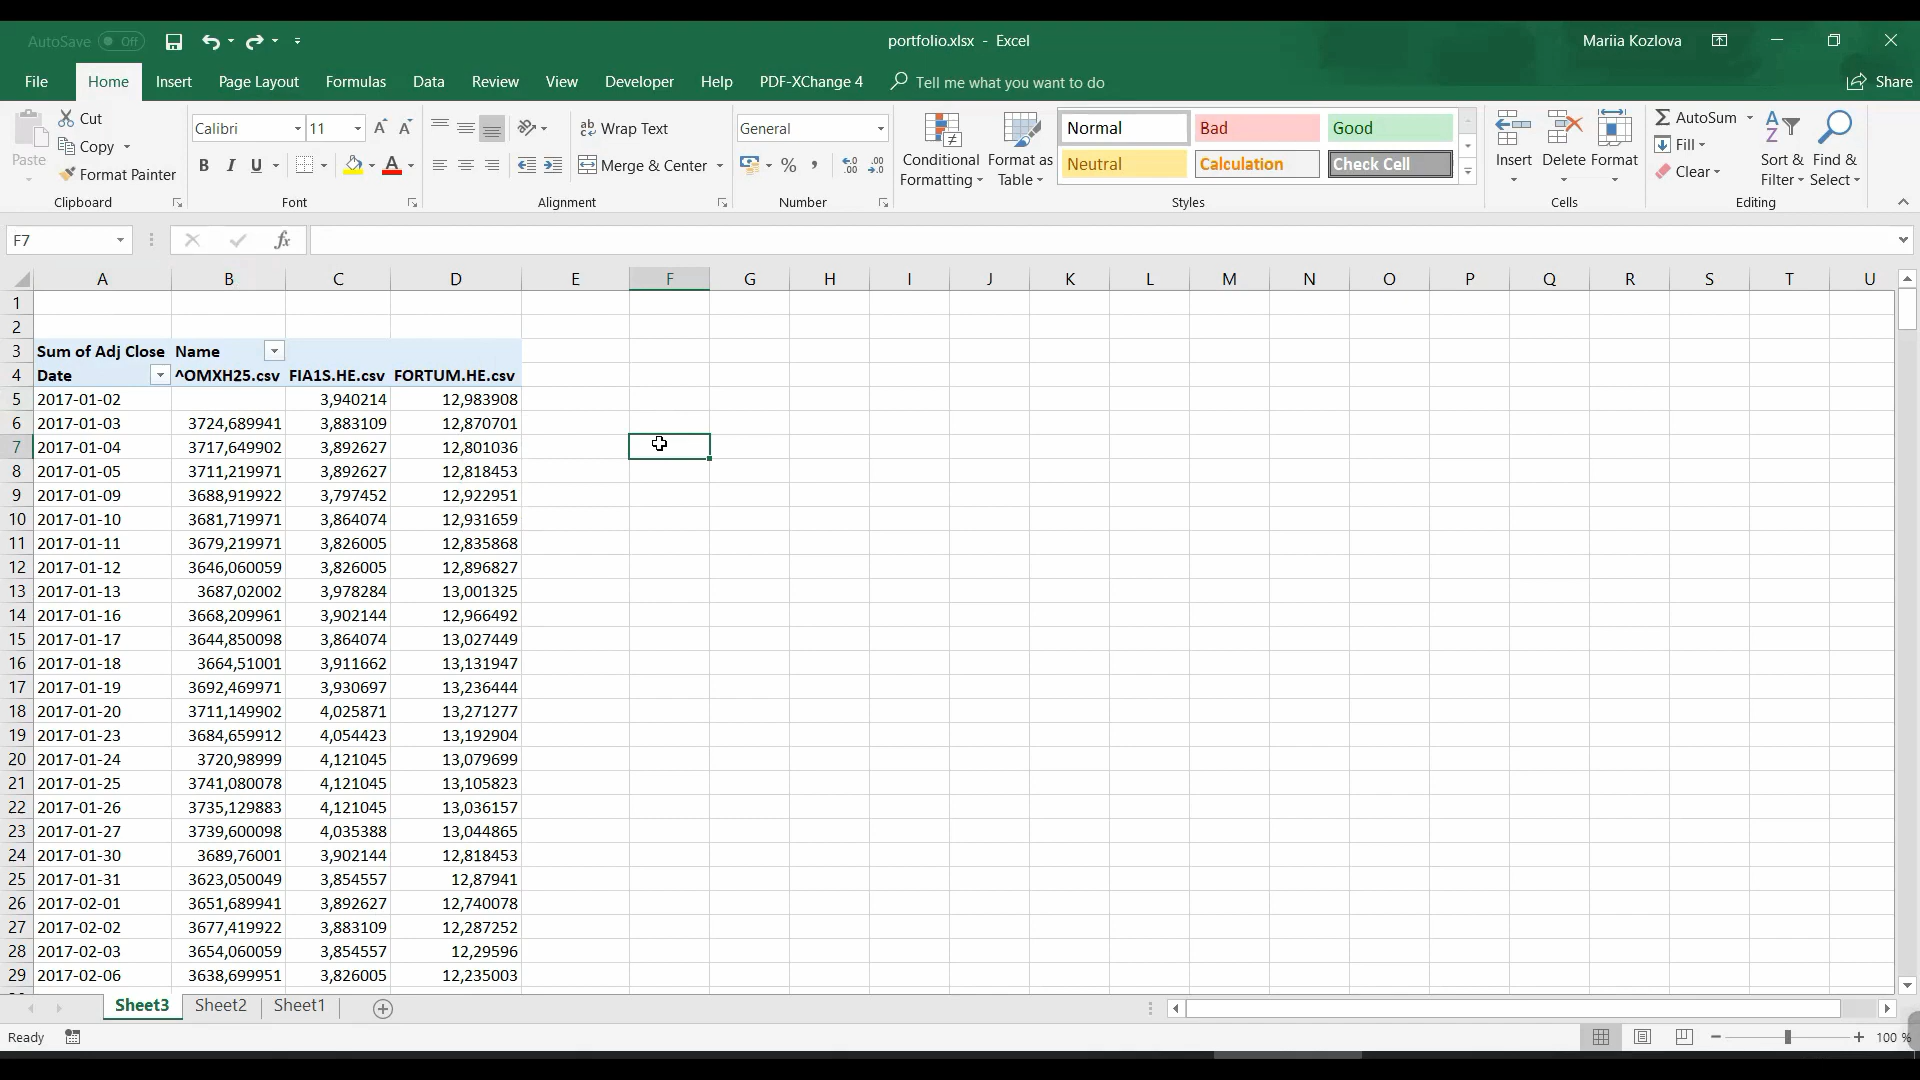 AutoSave Off portfolio.xlsx - Excel Mariia Kozlova
File Home Insert Page Layout Formulas Data Review View Developer Help PDF-XChange 4 Tell me what you want to do Share
Paste Cut Copy Format Painter Clipboard
Calibri 11 A A B I U A Font
ab Wrap Text Merge & Center Alignment
General % , Number
Conditional Formatting Format as Table Normal Bad Good Neutral Calculation Check Cell Styles
Insert Delete Format Cells
AutoSum Fill Clear Sort & Filter Find & Select Editing
F7 fx
A B C D E F G H I J K L M N O P Q R S T U
1
2
3 Sum of Adj Close Name
4 Date ^OMXH25.csv FIA1S.HE.csv FORTUM.HE.csv
5 2017-01-02 3,940214 12,983908
6 2017-01-03 3724,689941 3,883109 12,870701
7 2017-01-04 3717,649902 3,892627 12,801036
8 2017-01-05 3711,219971 3,892627 12,818453
9 2017-01-09 3688,919922 3,797452 12,922951
10 2017-01-10 3681,719971 3,864074 12,931659
11 2017-01-11 3679,219971 3,826005 12,835868
12 2017-01-12 3646,060059 3,826005 12,896827
13 2017-01-13 3687,02002 3,978284 13,001325
14 2017-01-16 3668,209961 3,902144 12,966492
15 2017-01-17 3644,850098 3,864074 13,027449
16 2017-01-18 3664,51001 3,911662 13,131947
17 2017-01-19 3692,469971 3,930697 13,236444
18 2017-01-20 3711,149902 4,025871 13,271277
19 2017-01-23 3684,659912 4,054423 13,192904
20 2017-01-24 3720,98999 4,121045 13,079699
21 2017-01-25 3741,080078 4,121045 13,105823
22 2017-01-26 3735,129883 4,121045 13,036157
23 2017-01-27 3739,600098 4,035388 13,044865
24 2017-01-30 3689,76001 3,902144 12,818453
25 2017-01-31 3623,050049 3,854557 12,87941
26 2017-02-01 3651,689941 3,892627 12,740078
27 2017-02-02 3677,419922 3,883109 12,287252
28 2017-02-03 3654,060059 3,854557 12,29596
29 2017-02-06 3638,699951 3,826005 12,235003
Sheet3 Sheet2 Sheet1
Ready 100 %